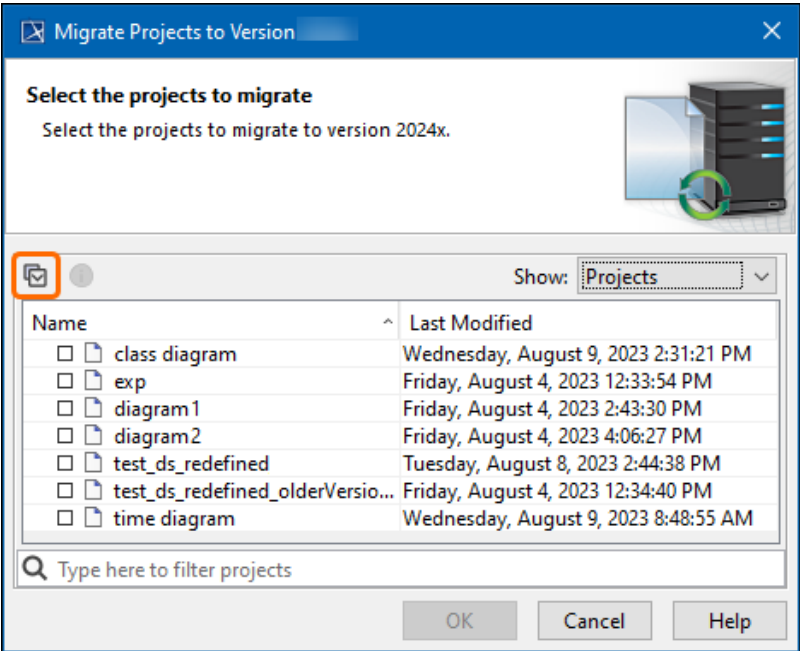 Migrate Projects to Version
Select the projects to migrate
Select the projects to migrate to version 2024x.
Show: Projects
Name Last Modified
class diagram Wednesday, August 9, 2023 2:31:21 PM
exp Friday, August 4, 2023 12:33:54 PM
diagram1 Friday, August 4, 2023 2:43:30 PM
diagram2 Friday, August 4, 2023 4:06:27 PM
test_ds_redefined Tuesday, August 8, 2023 2:44:38 PM
test_ds_redefined_olderVersio... Friday, August 4, 2023 12:34:40 PM
time diagram Wednesday, August 9, 2023 8:48:55 AM
Type here to filter projects
OK Cancel Help